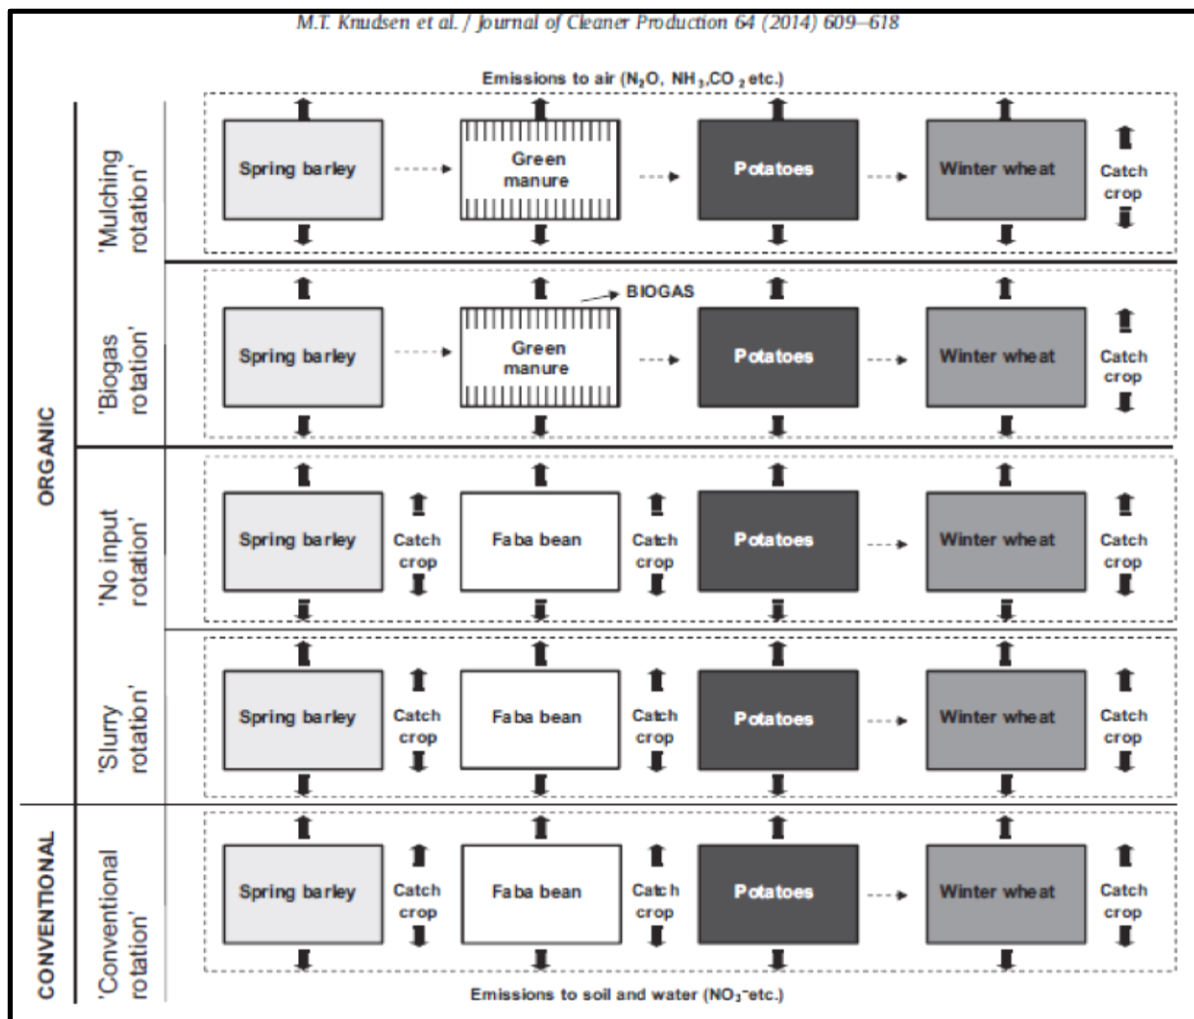 M.T. Knudsen et al. / Journal of Cleaner Production 64 (2014) 609–618
Emissions to air (N₂O, NH₃,CO ₂ etc.)
ORGANIC
'Mulching
rotation'
Spring barley
Green
manure
Potatoes
Winter wheat
Catch
crop
'Biogas
rotation'
Spring barley
BIOGAS
Green
manure
Potatoes
Winter wheat
Catch
crop
'No input
rotation'
Spring barley
Catch
crop
Faba bean
Catch
crop
Potatoes
Winter wheat
Catch
crop
'Slurry
rotation'
Spring barley
Catch
crop
Faba bean
Catch
crop
Potatoes
Winter wheat
Catch
crop
CONVENTIONAL
'Conventional
rotation'
Spring barley
Catch
crop
Faba bean
Catch
crop
Potatoes
Winter wheat
Catch
crop
Emissions to soil and water (NO₃⁻etc.)